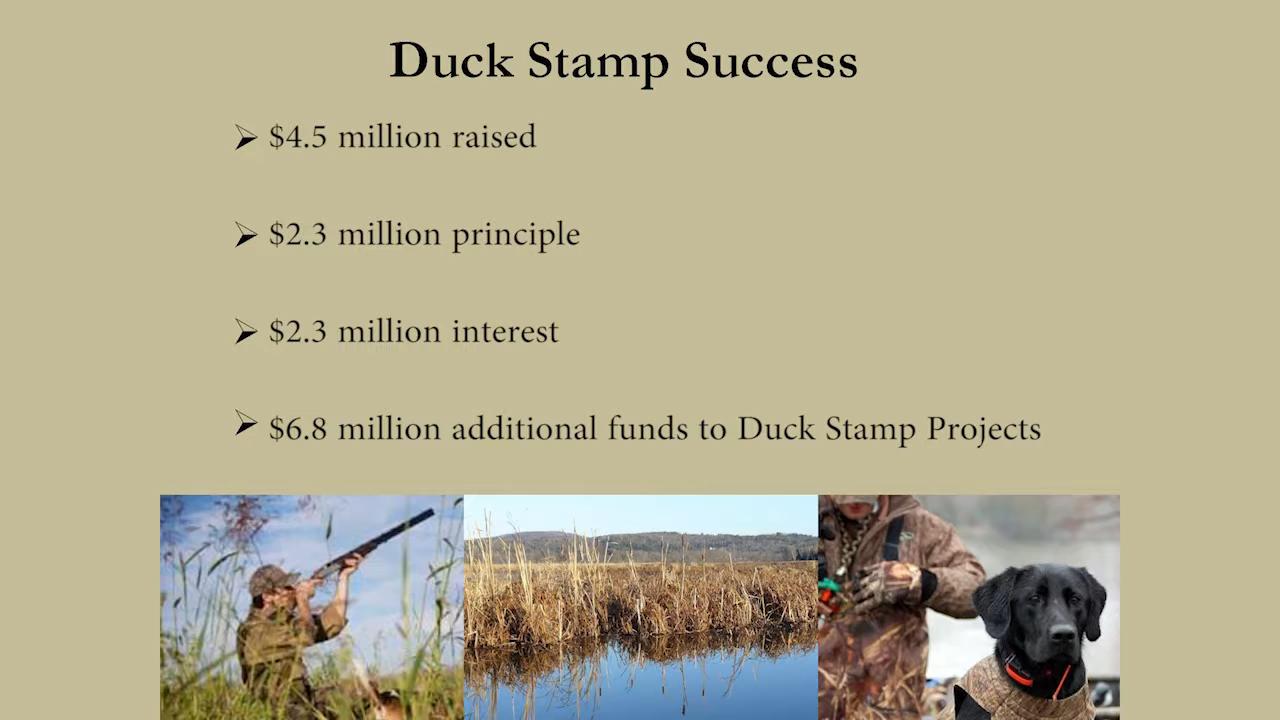 Duck Stamp Success
➢ $4.5 million raised
➢ $2.3 million principle
➢ $2.3 million interest
➢ $6.8 million additional funds to Duck Stamp Projects